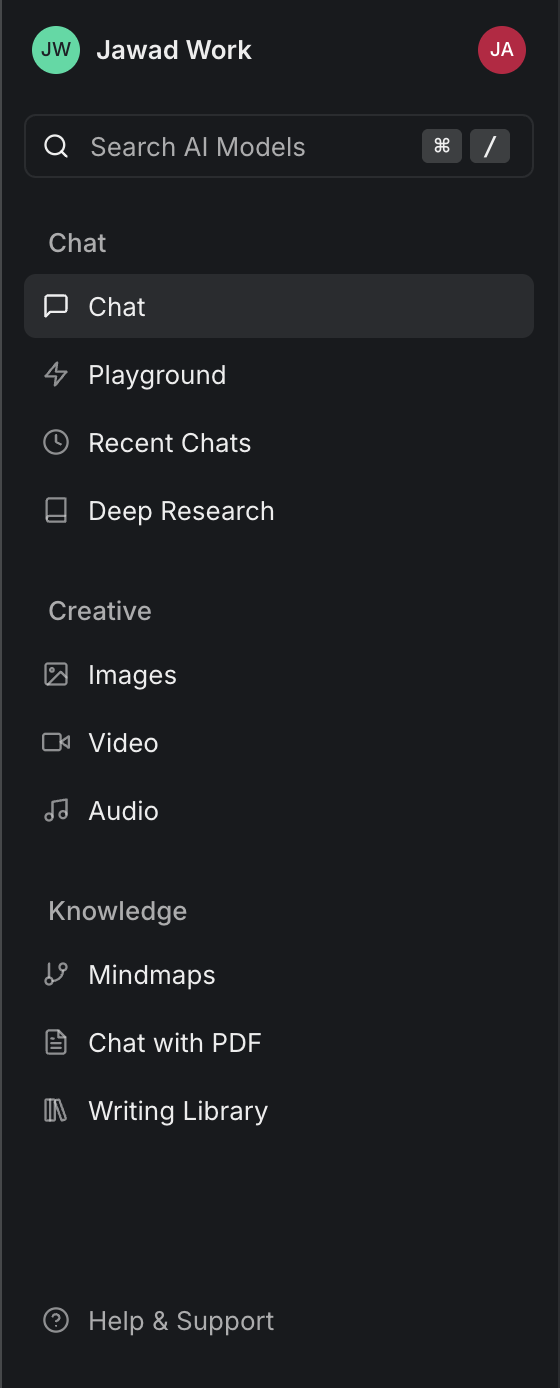 JW Jawad Work JA
Search AI Models ⌘ /
Chat
Chat
Playground
Recent Chats
Deep Research
Creative
Images
Video
Audio
Knowledge
Mindmaps
Chat with PDF
Writing Library
Help & Support